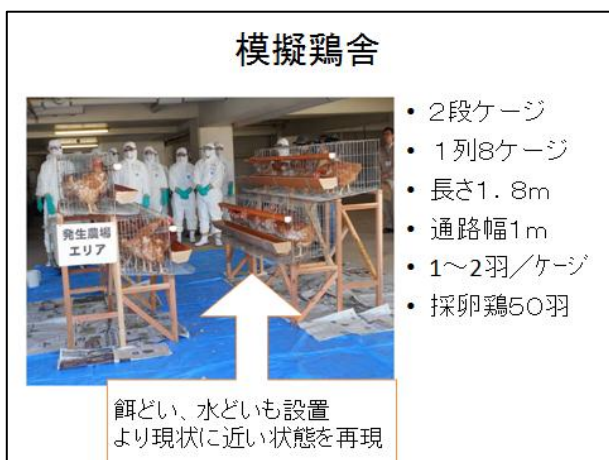 模擬鶏舎
• 2段ケージ
• 1列8ケージ
• 長さ1．8m
• 通路幅1m
• 1～2羽／ケージ
• 採卵鶏50羽
発生農場
エリア
餌どい、水どいも設置
より現状に近い状態を再現